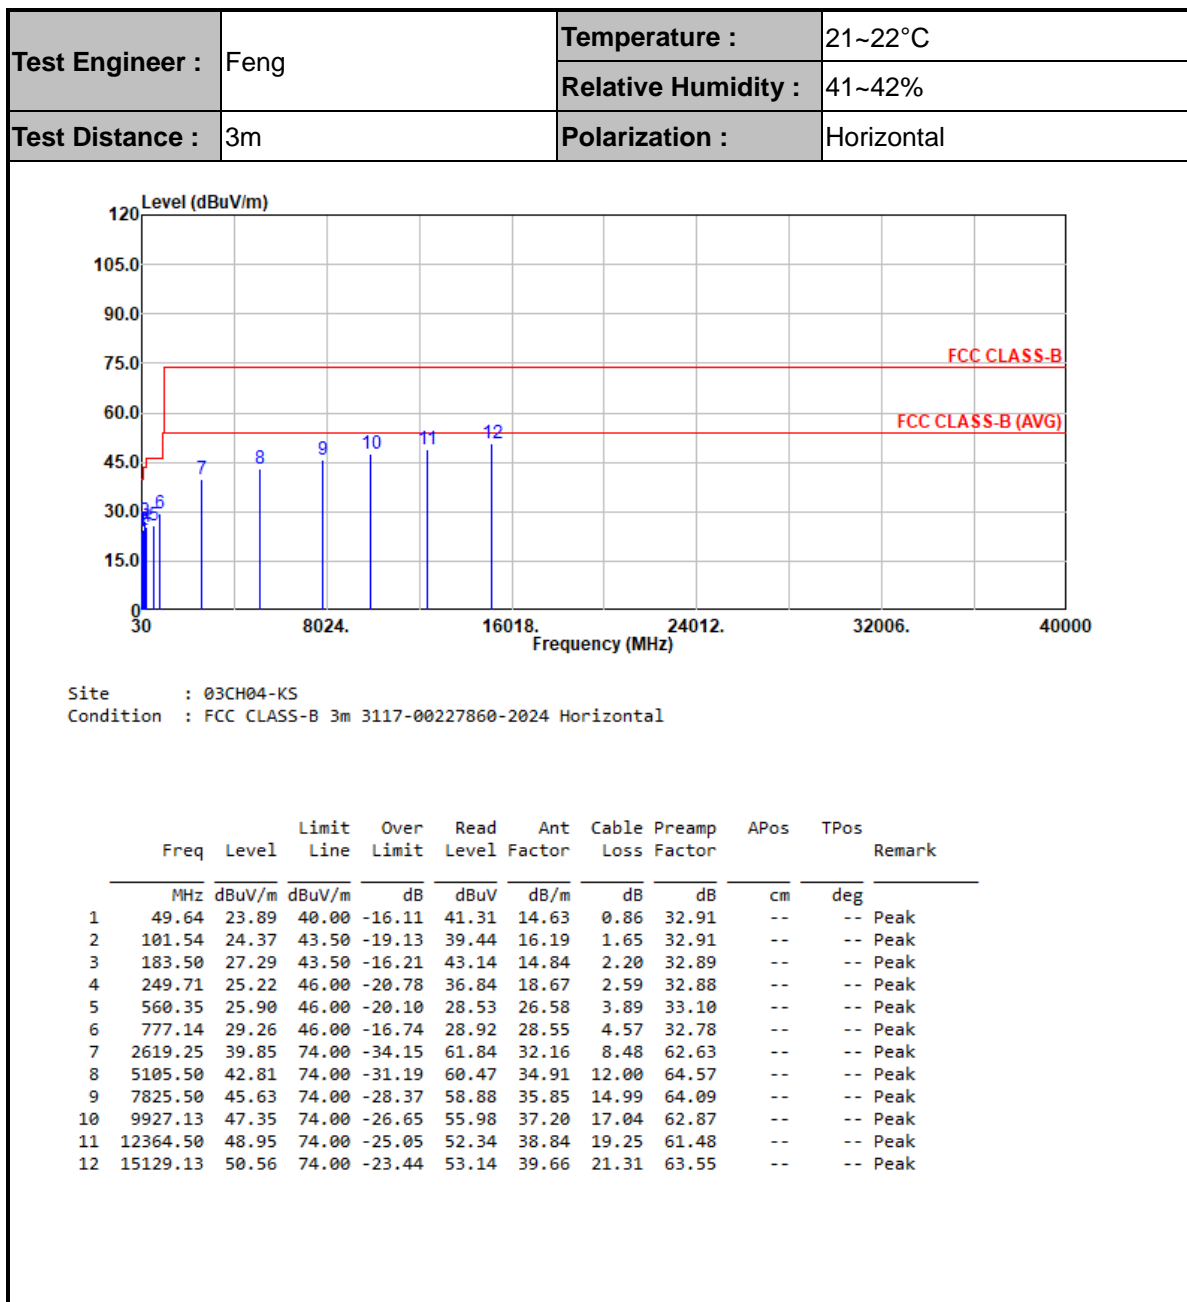 Test Engineer : Feng Temperature : 21~22°C
Relative Humidity : 41~42%
Test Distance : 3m Polarization : Horizontal
Level (dBuV/m)
120
105.0
90.0
75.0 FCC CLASS-B
60.0 FCC CLASS-B (AVG)
45.0 7 8 9 10 11 12
30.0 5 6
15.0
0
30 8024. 16018. 24012. 32006. 40000
Frequency (MHz)
Site : 03CH04-KS
Condition : FCC CLASS-B 3m 3117-00227860-2024 Horizontal
Limit Over Read Ant Cable Preamp APos TPos
Freq Level Line Limit Level Factor Loss Factor Remark
MHz dBuV/m dBuV/m dB dBuV dB/m dB dB cm deg
1 49.64 23.89 40.00 -16.11 41.31 14.63 0.86 32.91 -- -- Peak
2 101.54 24.37 43.50 -19.13 39.44 16.19 1.65 32.91 -- -- Peak
3 183.50 27.29 43.50 -16.21 43.14 14.84 2.20 32.89 -- -- Peak
4 249.71 25.22 46.00 -20.78 36.84 18.67 2.59 32.88 -- -- Peak
5 560.35 25.90 46.00 -20.10 28.53 26.58 3.89 33.10 -- -- Peak
6 777.14 29.26 46.00 -16.74 28.92 28.55 4.57 32.78 -- -- Peak
7 2619.25 39.85 74.00 -34.15 61.84 32.16 8.48 62.63 -- -- Peak
8 5105.50 42.81 74.00 -31.19 60.47 34.91 12.00 64.57 -- -- Peak
9 7825.50 45.63 74.00 -28.37 58.88 35.85 14.99 64.09 -- -- Peak
10 9927.13 47.35 74.00 -26.65 55.98 37.20 17.04 62.87 -- -- Peak
11 12364.50 48.95 74.00 -25.05 52.34 38.84 19.25 61.48 -- -- Peak
12 15129.13 50.56 74.00 -23.44 53.14 39.66 21.31 63.55 -- -- Peak